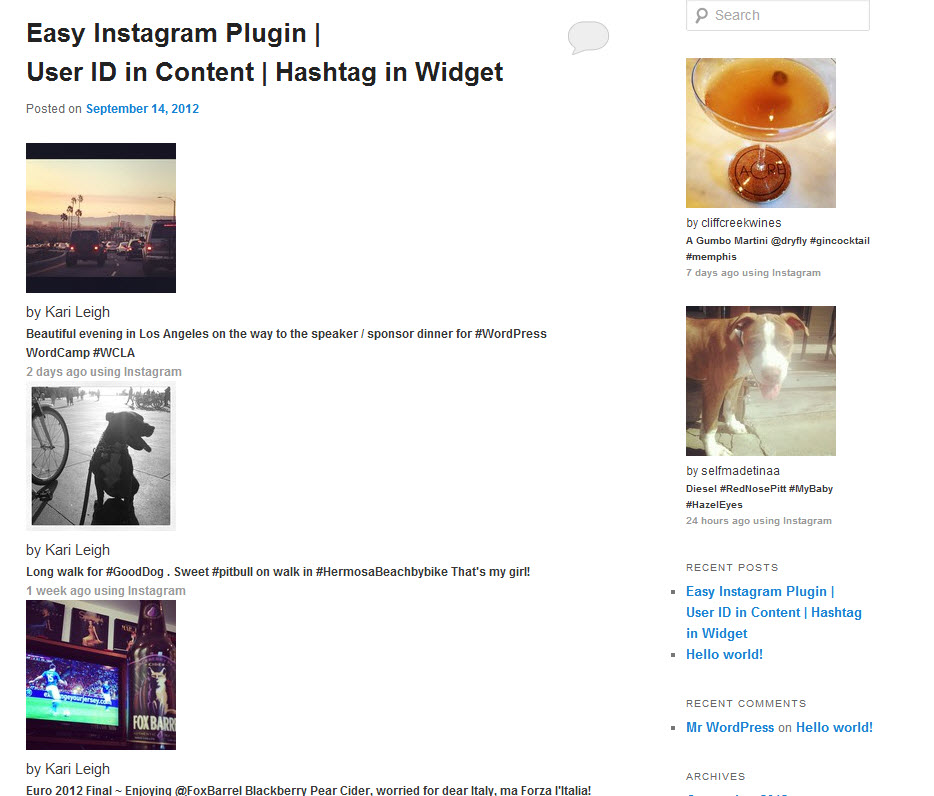 Easy Instagram Plugin |
User ID in Content | Hashtag in Widget
Posted on September 14, 2012
by Kari Leigh
Beautiful evening in Los Angeles on the way to the speaker / sponsor dinner for #WordPress
WordCamp #WCLA
2 days ago using Instagram
by Kari Leigh
Long walk for #GoodDog . Sweet #pitbull on walk in #HermosaBeachbybike That's my girl!
1 week ago using Instagram
FOX BARR
by Kari Leigh
Euro 2012 Final ~ Enjoying @FoxBarrel Blackberry Pear Cider, worried for dear Italy, ma Forza l'Italia!
Search
ACRE
by cliffcreekwines
A Gumbo Martini @dryfly #gincocktail
#memphis
7 days ago using Instagram
by selfmadetinaa
Diesel #RedNosePitt #MyBaby
#HazelEyes
24 hours ago using Instagram
RECENT POSTS
Easy Instagram Plugin |
User ID in Content | Hashtag
in Widget
Hello world!
RECENT COMMENTS
Mr WordPress on Hello world!
ARCHIVES